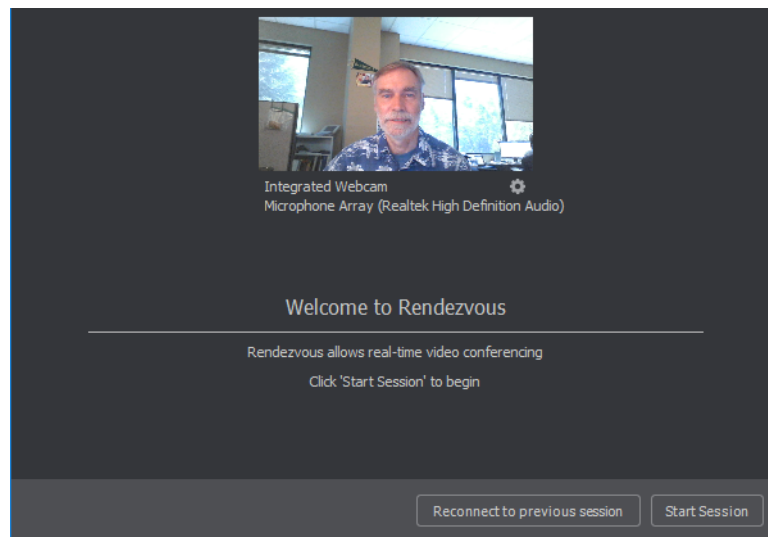 Integrated Webcam
Microphone Array (Realtek High Definition Audio)
Welcome to Rendezvous
Rendezvous allows real-time video conferencing
Click 'Start Session' to begin
Reconnect to previous session
Start Session